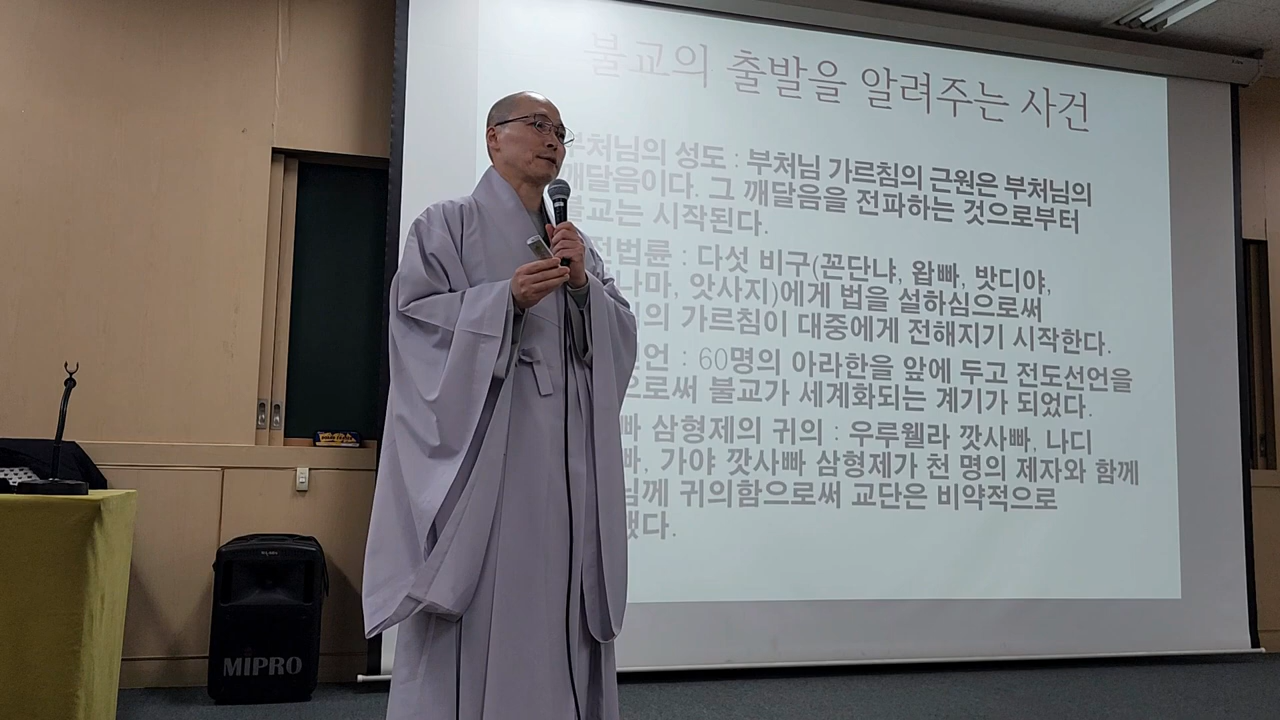 불교의 출발을 알려주는 사건
부처님의 성도 : 부처님 가르침의 근원은 부처님의
깨달음이다. 그 깨달음을 전파하는 것으로부터
불교는 시작된다.
전법륜 : 다섯 비구(꼰단냐, 왑빠, 밧디야,
나마, 앗사지)에게 법을 설하심으로써
의 가르침이 대중에게 전해지기 시작한다.
언 : 60명의 아라한을 앞에 두고 전도선언을
으로써 불교가 세계화되는 계기가 되었다.
빠 삼형제의 귀의 : 우루웰라 깟사빠, 나디
빠, 가야 깟사빠 삼형제가 천 명의 제자와 함께
님께 귀의함으로써 교단은 비약적으로
했다.
MIPRO